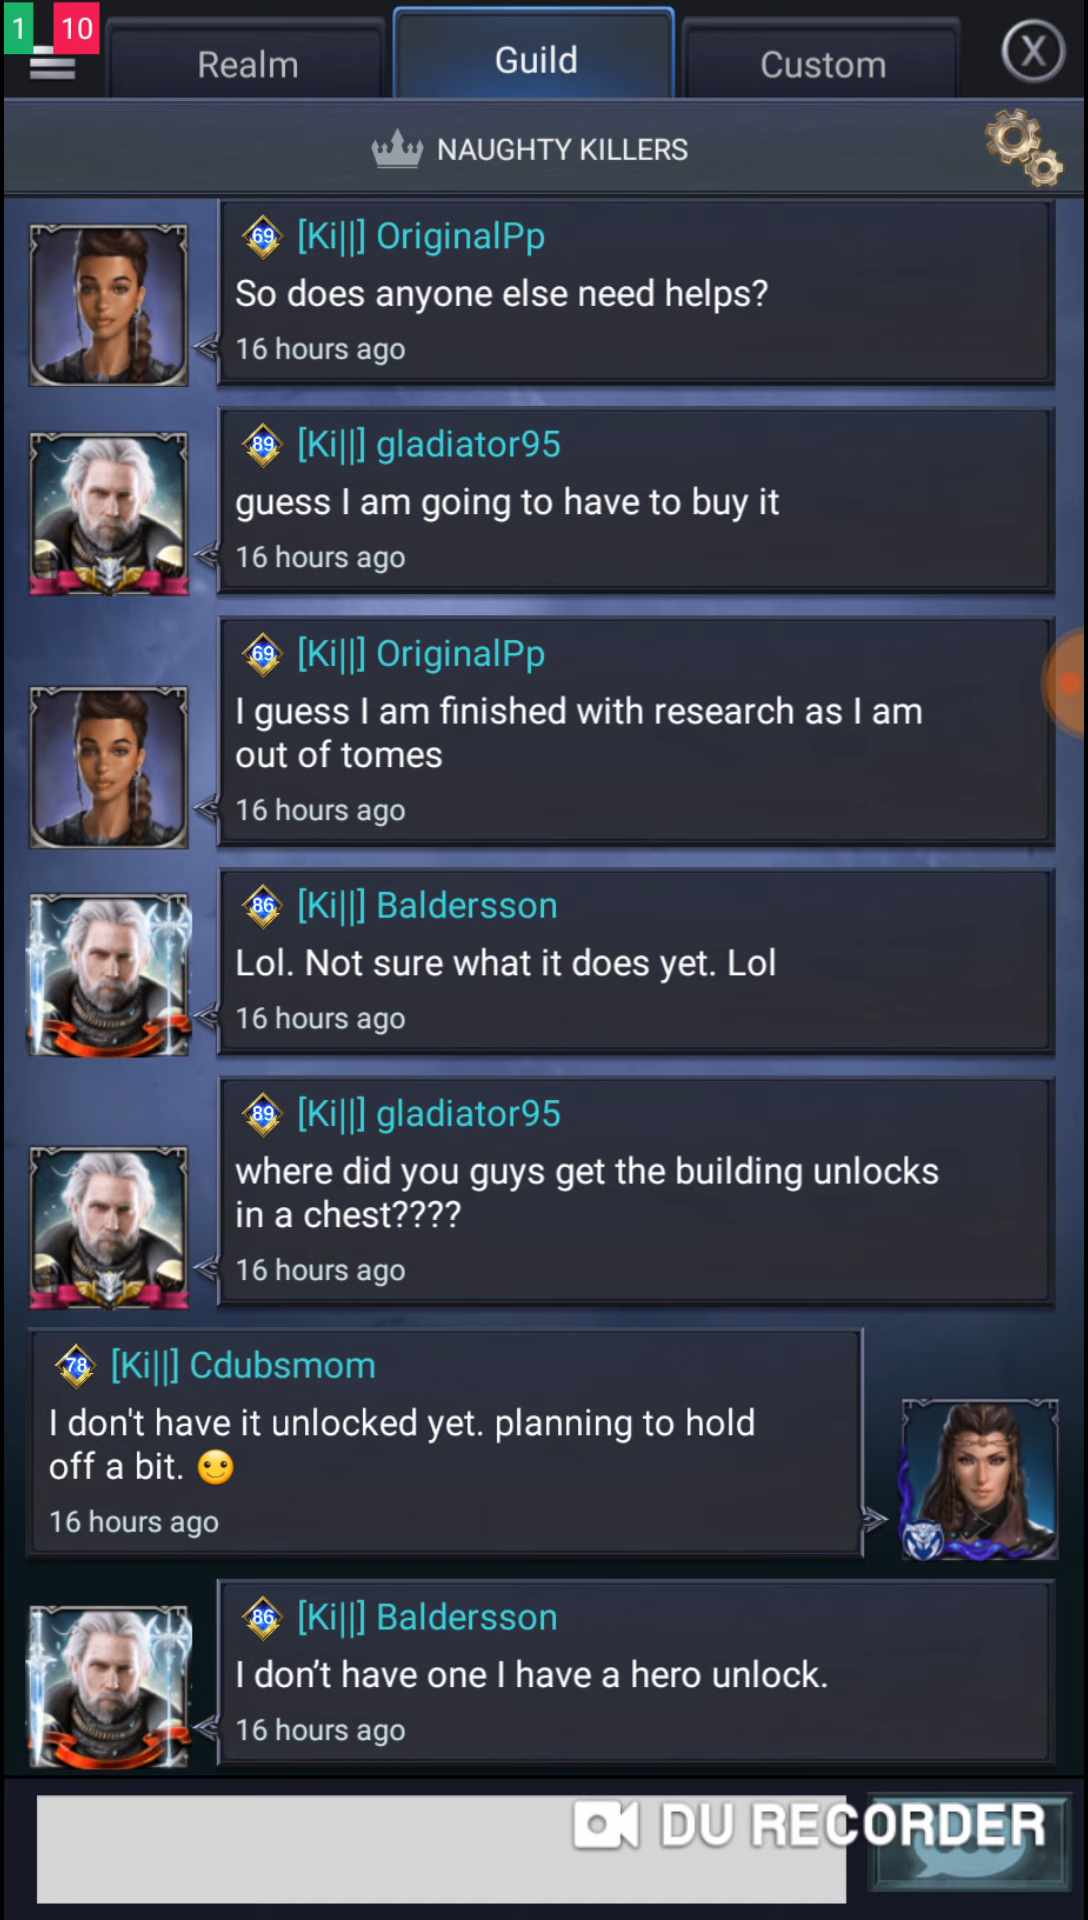 1 10
Realm Guild Custom X
NAUGHTY KILLERS
69 [Ki||] OriginalPp
So does anyone else need helps?
16 hours ago
89 [Ki||] gladiator95
guess I am going to have to buy it
16 hours ago
69 [Ki||] OriginalPp
I guess I am finished with research as I am
out of tomes
16 hours ago
86 [Ki||] Baldersson
Lol. Not sure what it does yet. Lol
16 hours ago
89 [Ki||] gladiator95
where did you guys get the building unlocks
in a chest????
16 hours ago
78 [Ki||] Cdubsmom
I don't have it unlocked yet. planning to hold
off a bit. 🙂
16 hours ago
86 [Ki||] Baldersson
I don’t have one I have a hero unlock.
16 hours ago
DU RECORDER